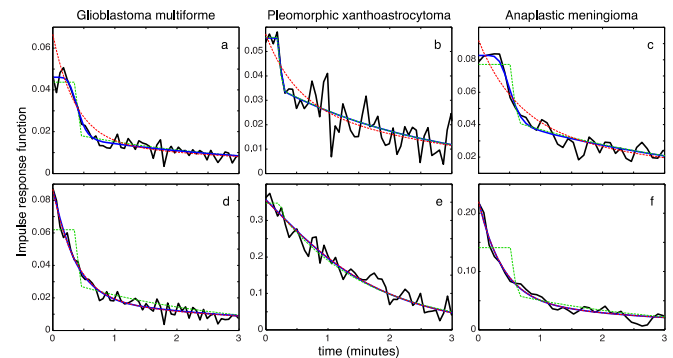 Glioblastoma multiforme Pleomorphic xanthoastrocytoma Anaplastic meningioma
a b c
0.06 0.05 0.08
0.04 0.04 0.06
0.03
0.02 0.02 0.04
0.01
0 0 0.02
d e f
0.08 0.3 0.20
0.06
0.2
0.04 0.10
0.1
0.02
0 0 0
0 1 2 3 0 1 2 3 0 1 2 3
Impulse response function
time (minutes)